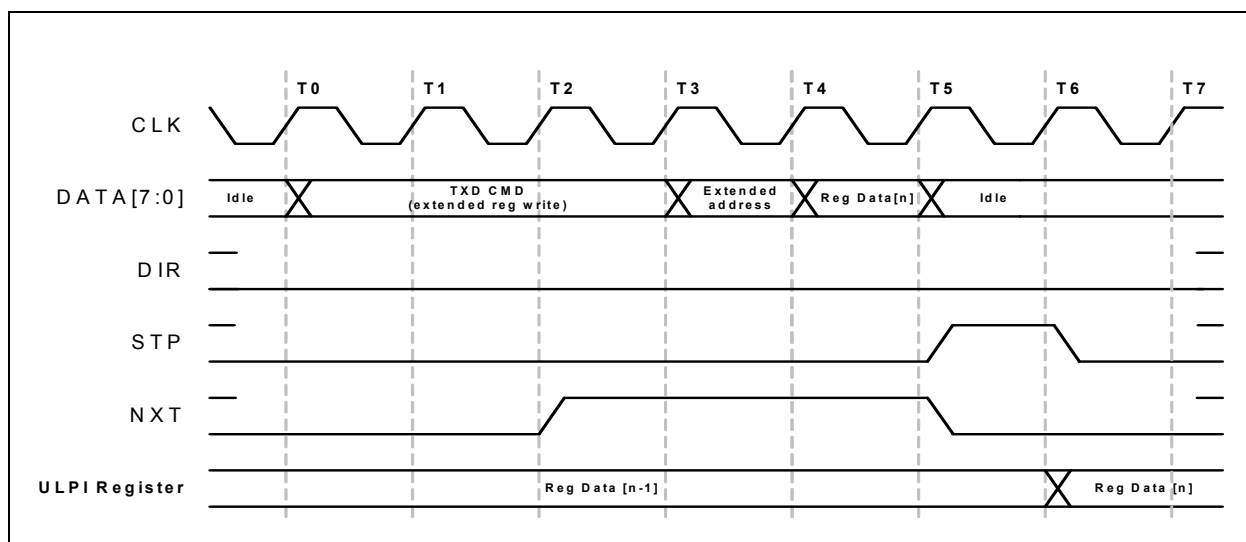 T0 T1 T2 T3 T4 T5 T6 T7
CLK
DATA[7:0]
Idle
TXD CMD
(extended reg write)
Extended
address
Reg Data[n]
Idle
DIR
STP
NXT
ULPI Register
Reg Data [n-1]
Reg Data [n]